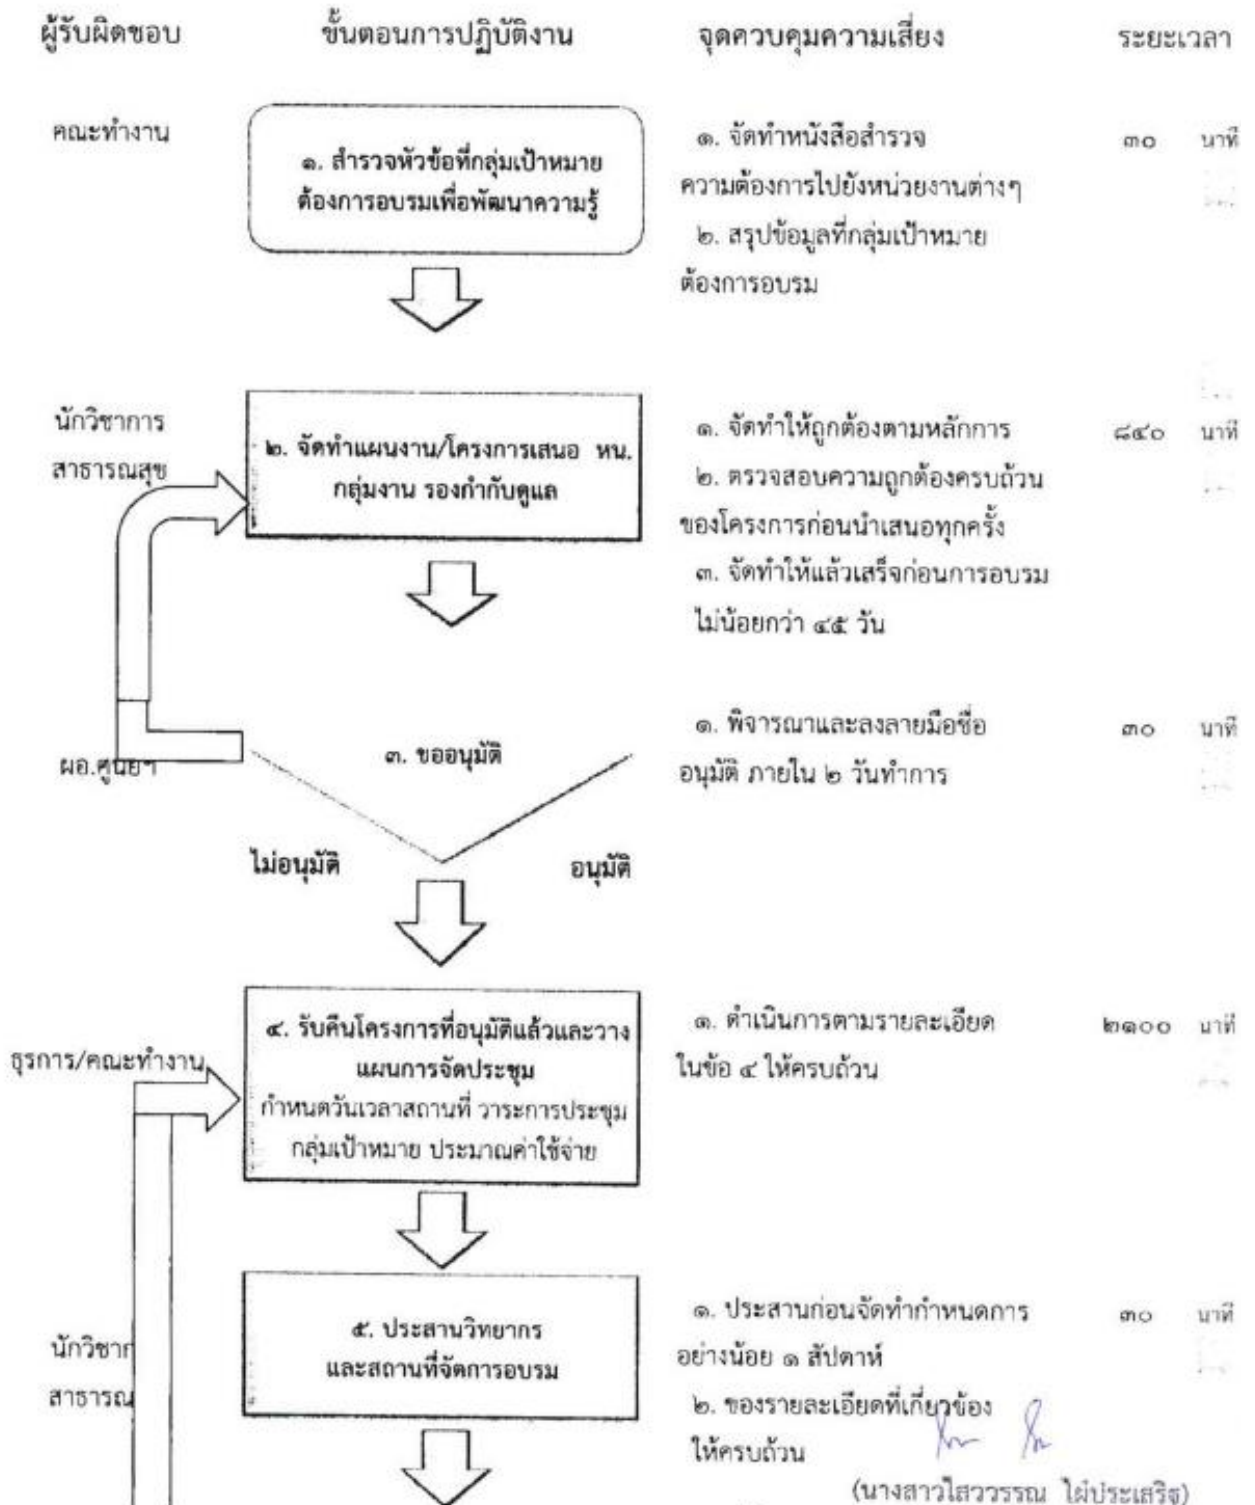 ผู้รับผิดชอบ ขั้นตอนการปฏิบัติงาน จุดควบคุมความเสี่ยง ระยะเวลา
คณะทำงาน
๑. สำรวจหัวข้อที่กลุ่มเป้าหมาย
ต้องการอบรมเพื่อพัฒนาความรู้
๑. จัดทำหนังสือสำรวจ
ความต้องการไปยังหน่วยงานต่างๆ
๒. สรุปข้อมูลที่กลุ่มเป้าหมาย
ต้องการอบรม
๓๐ นาที
นักวิชาการ
สาธารณสุข
๒. จัดทำแผนงาน/โครงการเสนอ หน.
กลุ่มงาน รองกำกับดูแล
๑. จัดทำให้ถูกต้องตามหลักการ
๒. ตรวจสอบความถูกต้องครบถ้วน
ของโครงการก่อนนำเสนอทุกครั้ง
๓. จัดทำให้แล้วเสร็จก่อนการอบรม
ไม่น้อยกว่า ๔๕ วัน
๘๔๐ นาที
ผอ.ศูนย์ฯ
๓. ขออนุมัติ
ไม่อนุมัติ อนุมัติ
๑. พิจารณาและลงลายมือชื่อ
อนุมัติ ภายใน ๒ วันทำการ
๓๐ นาที
ธุรการ/คณะทำงาน
๔. รับคืนโครงการที่อนุมัติแล้วและวาง
แผนการจัดประชุม
กำหนดวันเวลาสถานที่ วาระการประชุม
กลุ่มเป้าหมาย ประมาณค่าใช้จ่าย
๑. ดำเนินการตามรายละเอียด
ในข้อ ๔ ให้ครบถ้วน
๒๑๐๐ นาที
นักวิชาก
สาธารณ
๕. ประสานวิทยากร
และสถานที่จัดการอบรม
๑. ประสานก่อนจัดทำกำหนดการ
อย่างน้อย ๑ สัปดาห์
๒. ของรายละเอียดที่เกี่ยวข้อง
ให้ครบถ้วน
๓๐ นาที
(นางสาวไสววรรณ ไผ่ประเสริฐ)